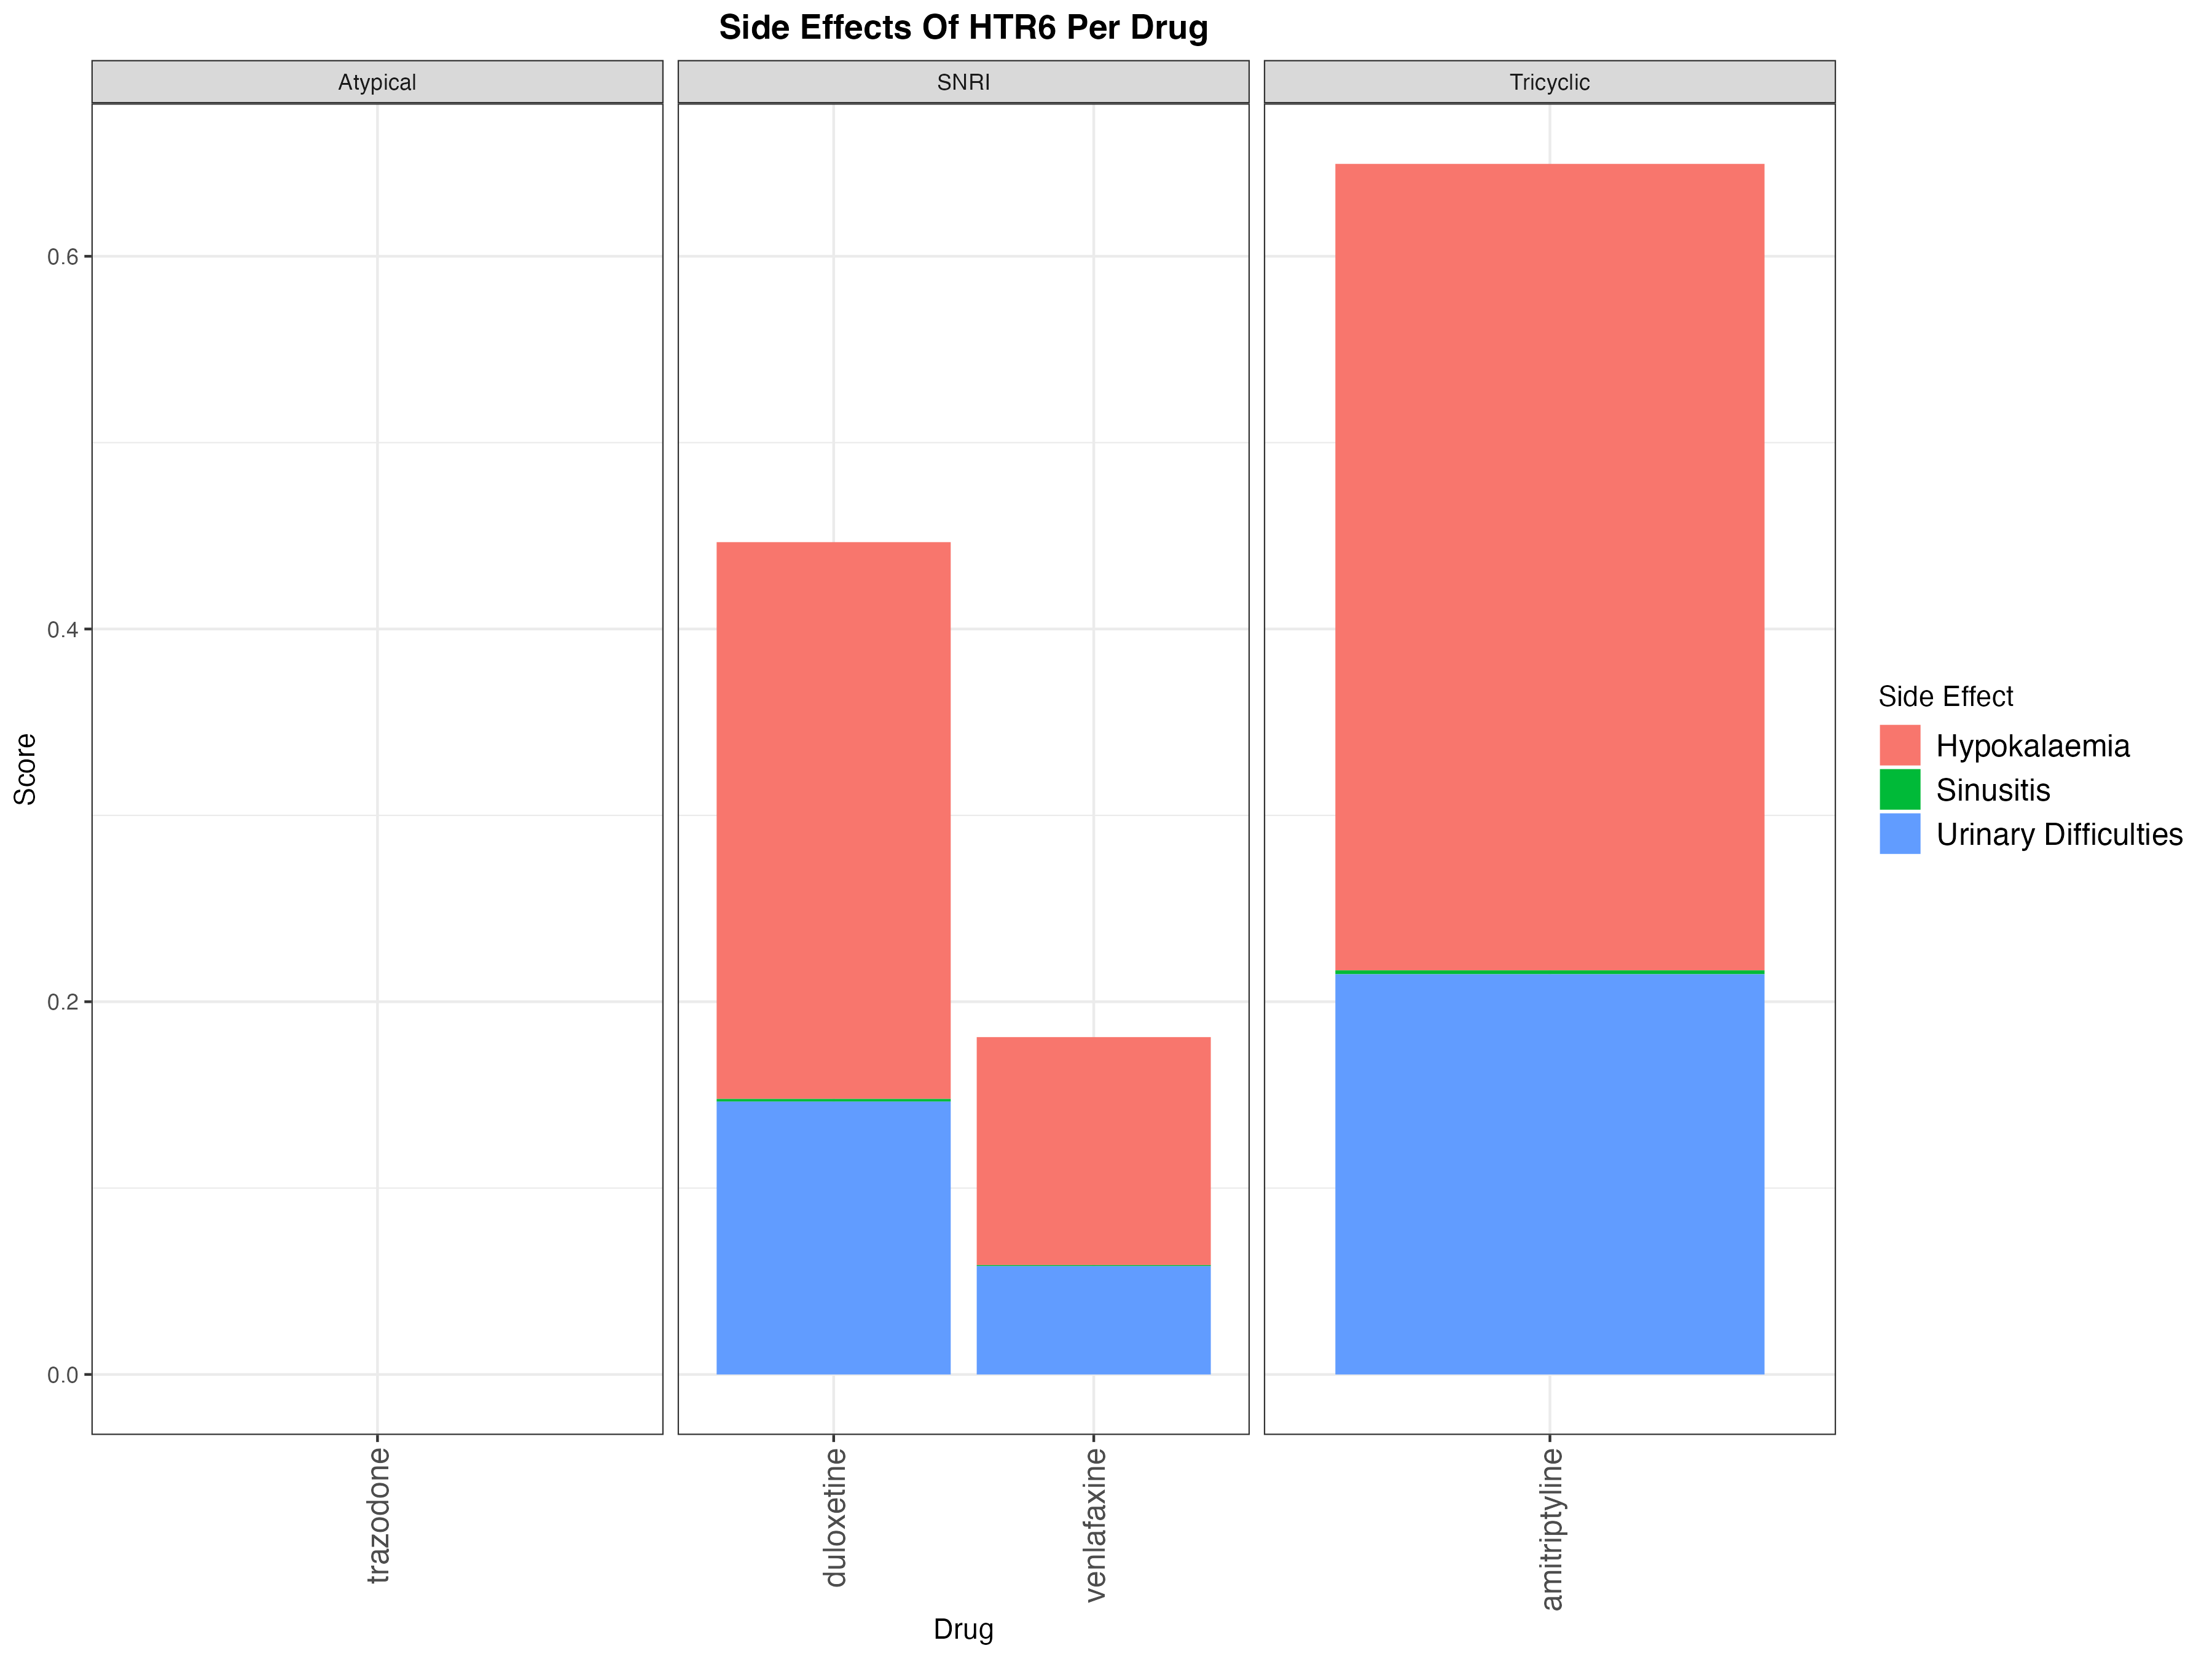 Side Effects Of HTR6 Per Drug
Atypical
SNRI
Tricyclic
0.6
0.4
0.2
0.0
Score
trazodone
duloxetine
venlafaxine
amitriptyline
Drug
Side Effect
Hypokalaemia
Sinusitis
Urinary Difficulties